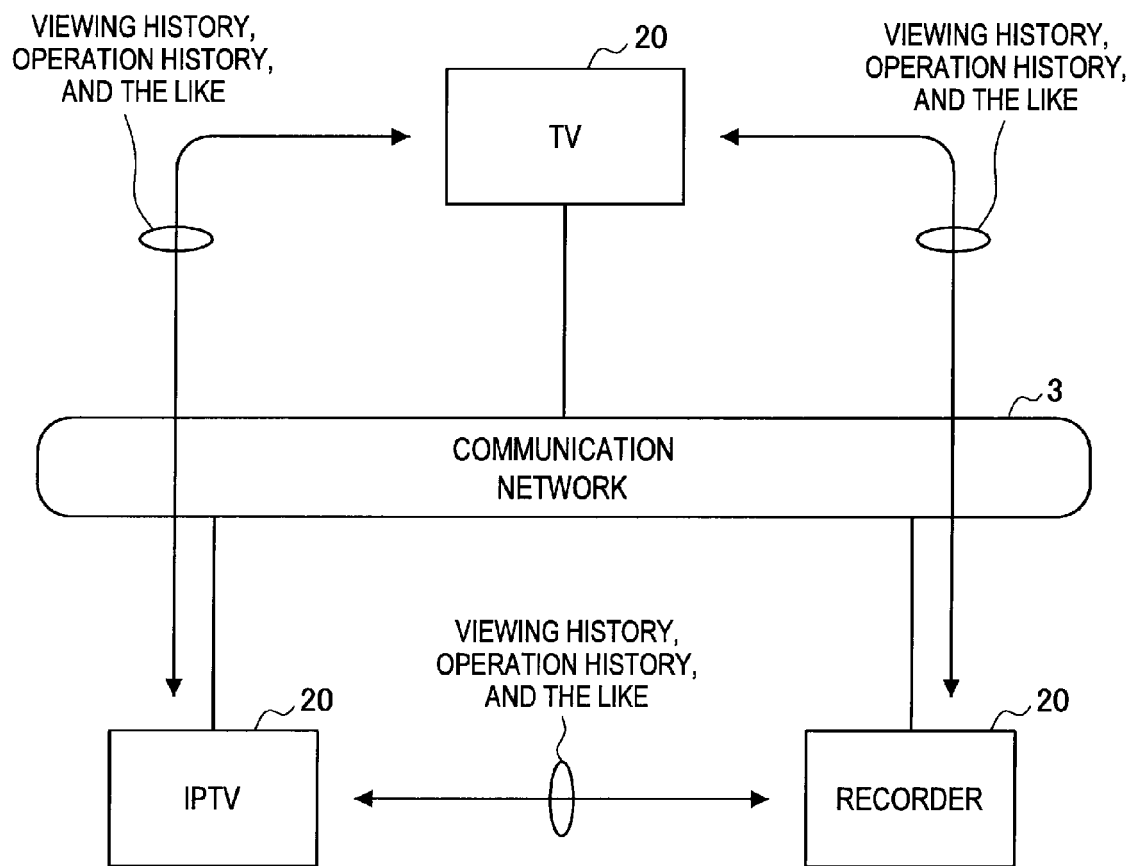 VIEWING HISTORY,
OPERATION HISTORY,
AND THE LIKE
20
TV
VIEWING HISTORY,
OPERATION HISTORY,
AND THE LIKE
3
COMMUNICATION
NETWORK
VIEWING HISTORY,
OPERATION HISTORY,
AND THE LIKE
20
IPTV
20
RECORDER